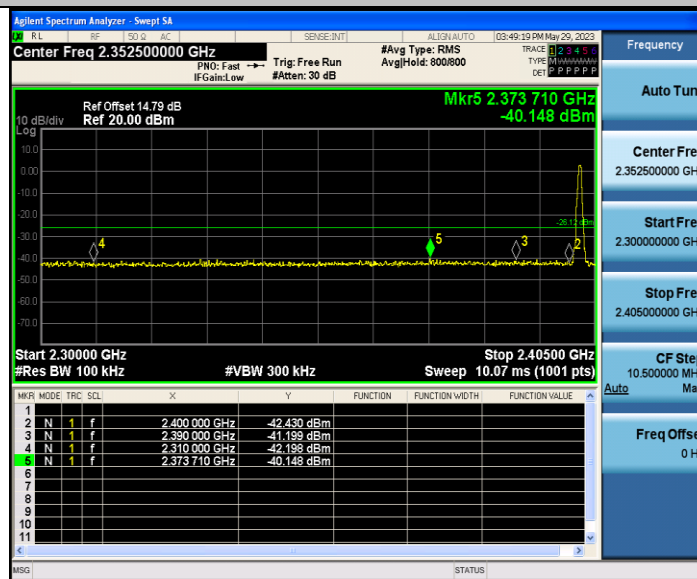 Agilent Spectrum Analyzer - Swept SA
RL RF 50 Ω AC SENSE:INT ALIGN AUTO 03:49:19 PM May 29, 2023
Center Freq 2.352500000 GHz
PNO: Fast
IFGain:Low
Trig: Free Run
#Atten: 30 dB
#Avg Type: RMS
Avg|Hold: 800/800
TRACE 1 2 3 4 5 6
TYPE M W W W W W
DET P P P P P P
Ref Offset 14.79 dB
Ref 20.00 dBm
10 dB/div
Log
Mkr5 2.373 710 GHz
-40.148 dBm
10.0
0.00
-10.0
-20.0
-30.0
-40.0
-50.0
-60.0
-70.0
-26.12 dBm
4
5
3
2
Start 2.30000 GHz
Stop 2.40500 GHz
#Res BW 100 kHz
#VBW 300 kHz
Sweep 10.07 ms (1001 pts)
MKR MODE TRC SCL X Y FUNCTION FUNCTION WIDTH FUNCTION VALUE
1
2 N 1 f 2.400 000 GHz -42.430 dBm
3 N 1 f 2.390 000 GHz -41.199 dBm
4 N 1 f 2.310 000 GHz -42.198 dBm
5 N 1 f 2.373 710 GHz -40.148 dBm
6
7
8
9
10
11
MSG
STATUS
Frequency
Auto Tun
Center Fre
2.352500000 GH
Start Fre
2.300000000 GH
Stop Fre
2.405000000 GH
CF Ste
10.500000 MH
Auto Ma
Freq Offse
0 H